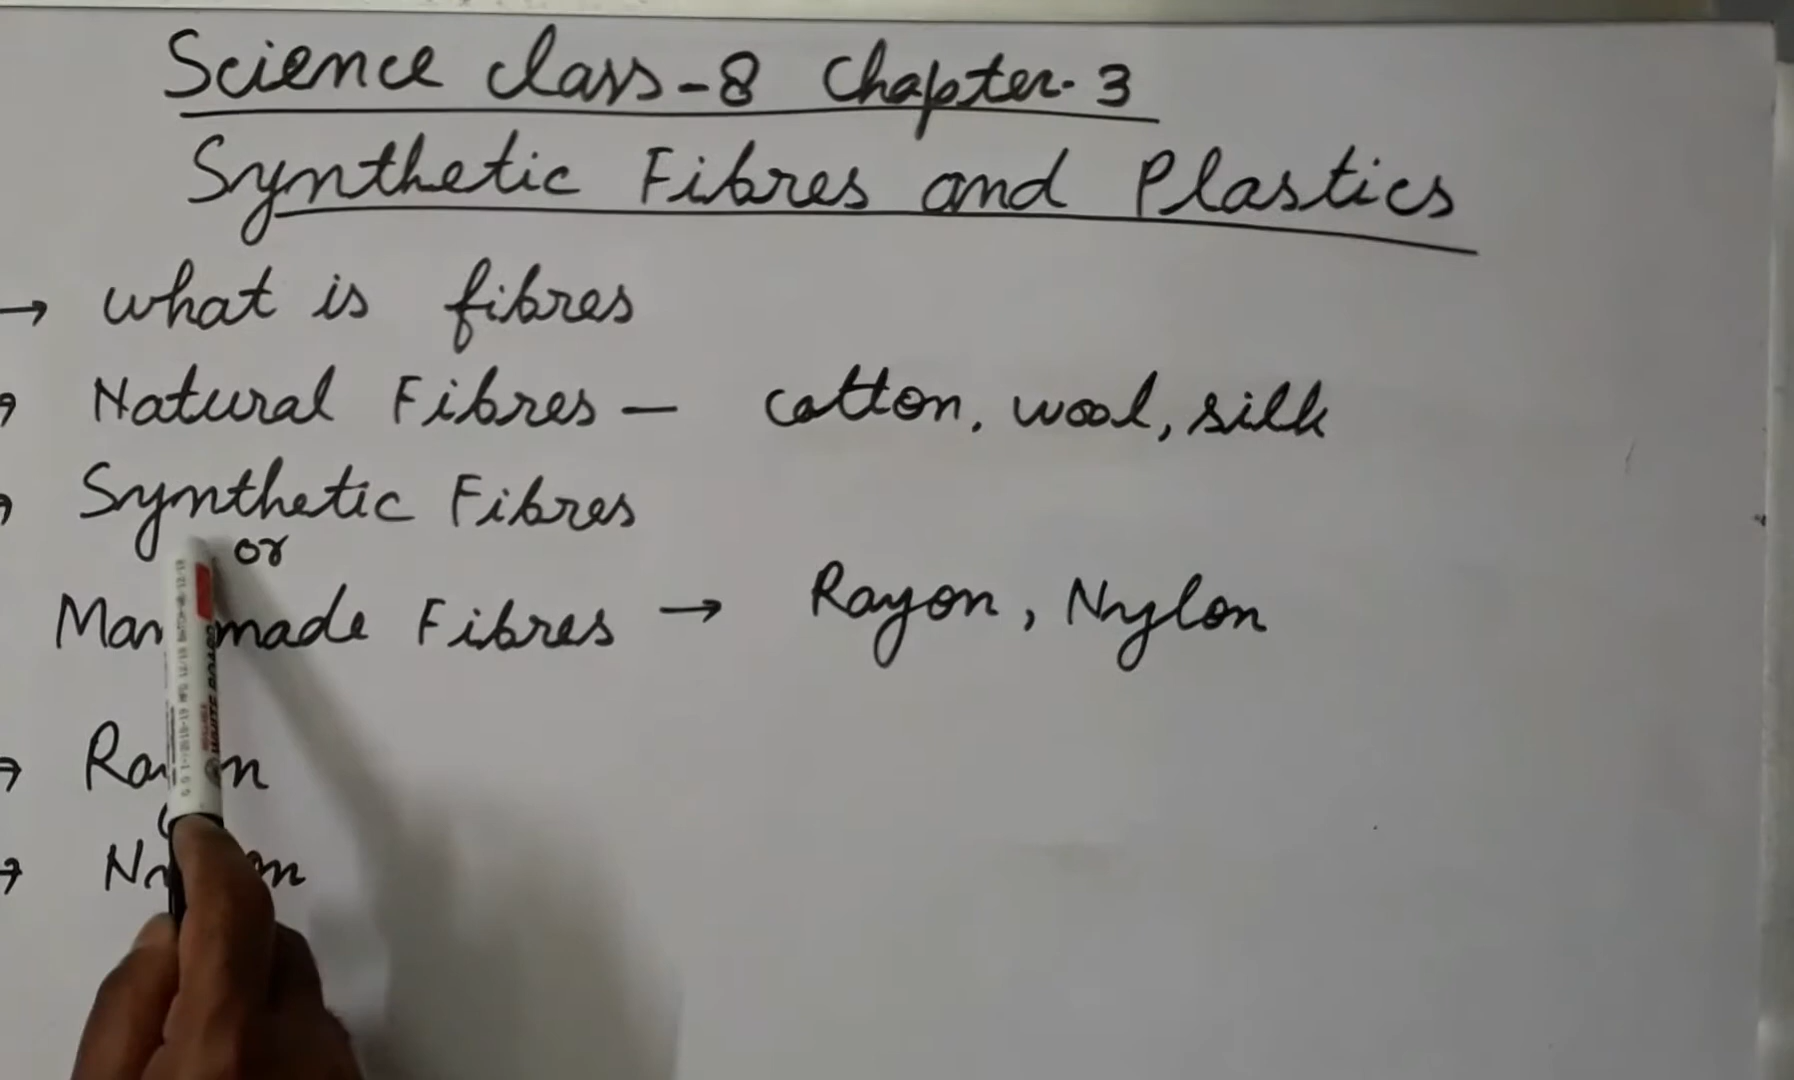 Science Class-8 Chapter-3
Synthetic Fibres and Plastics
→ what is fibres
→ Natural Fibres - cotton, wool, silk
→ Synthetic Fibres
or
made Fibres → Rayon, Nylon